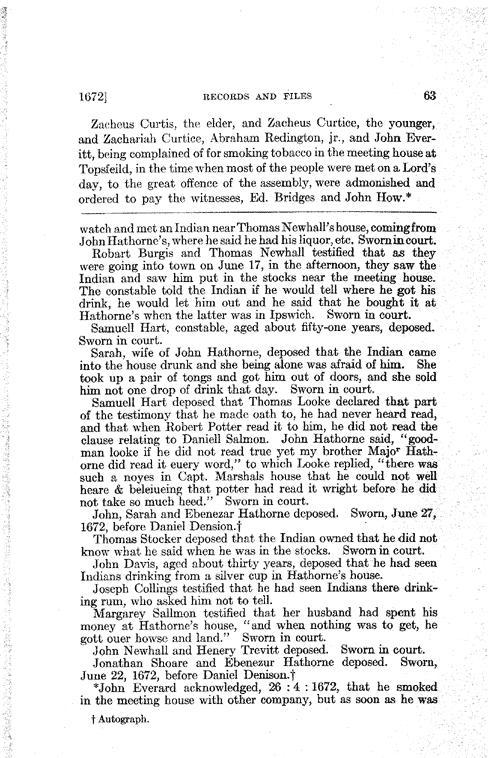 1672] RECORDS AND FILES 63
Zacheus Curtis, the elder, and Zacheus Curtice, the younger,
and Zachariah Curtice, Abraham Redington, jr., and John Ever-
itt, being complained of for smoking tobacco in the meeting house at
Topsfeild, in the time when most of the people were met on a Lord's
day, to the great offence of the assembly, were admonished and
ordered to pay the witnesses, Ed. Bridges and John How.*
watch and met an Indian near Thomas Newhall's house, coming from
John Hathorne's, where he said he had his liquor, etc. Sworn in court.
Robart Burgis and Thomas Newhall testified that as they
were going into town on June 17, in the afternoon, they saw the
Indian and saw him put in the stocks near the meeting house.
The constable told the Indian if he would tell where he got his
drink, he would let him out and he said that he bought it at
Hathorne's when the latter was in Ipswich. Sworn in court.
Samuell Hart, constable, aged about fifty-one years, deposed.
Sworn in court.
Sarah, wife of John Hathorne, deposed that the Indian came
into the house drunk and she being alone was afraid of him. She
took up a pair of tongs and got him out of doors, and she sold
him not one drop of drink that day. Sworn in court.
Samuell Hart deposed that Thomas Looke declared that part
of the testimony that he made oath to, he had never heard read,
and that when Robert Potter read it to him, he did not read the
clause relating to Daniell Salmon. John Hathorne said, "good-
man looke if he did not read true yet my brother Major Hath-
orne did read it euery word," to which Looke replied, "there was
such a noyes in Capt. Marshals house that he could not well
heare & beleiueing that potter had read it wright before he did
not take so much heed." Sworn in court.
John, Sarah and Ebenezar Hathorne deposed. Sworn, June 27,
1672, before Daniel Dension.†
Thomas Stocker deposed that the Indian owned that he did not
know what he said when he was in the stocks. Sworn in court.
John Davis, aged about thirty years, deposed that he had seen
Indians drinking from a silver cup in Hathorne's house.
Joseph Collings testified that he had seen Indians there drink-
ing rum, who asked him not to tell.
Margarey Sallmon testified that her husband had spent his
money at Hathorne's house, "and when nothing was to get, he
gott ouer howse and land." Sworn in court.
John Newhall and Henery Trevitt deposed. Sworn in court.
Jonathan Shoare and Ebenezur Hathorne deposed. Sworn,
June 22, 1672, before Daniel Denison.†
*John Everard acknowledged, 26 : 4 : 1672, that he smoked
in the meeting house with other company, but as soon as he was
† Autograph.